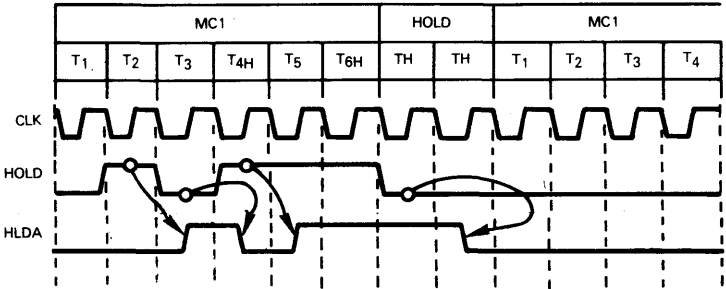 MC1 HOLD MC1
T1 T2 T3 T4H T5 T6H TH TH T1 T2 T3 T4
CLK
HOLD
HLDA